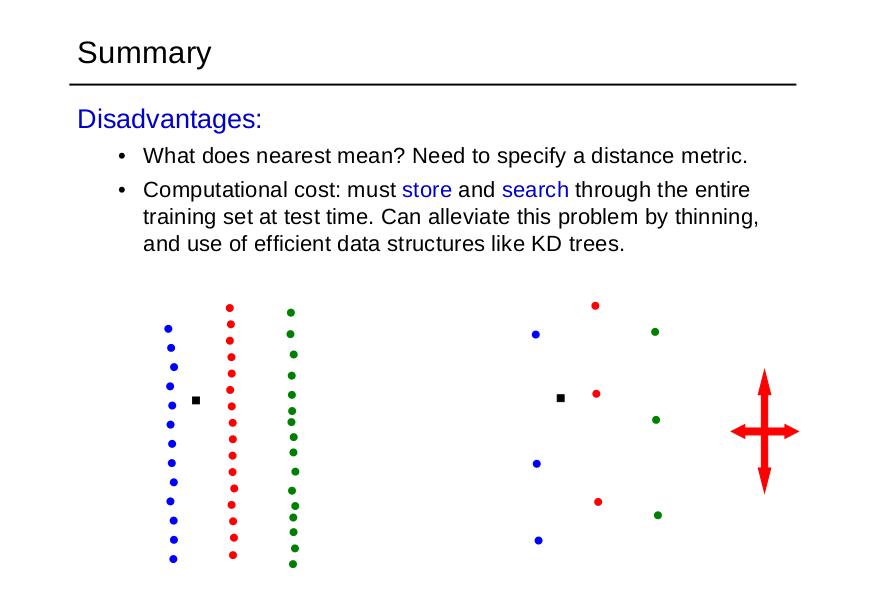 Summary
Disadvantages:
• What does nearest mean? Need to specify a distance metric.
• Computational cost: must store and search through the entire
training set at test time. Can alleviate this problem by thinning,
and use of efficient data structures like KD trees.